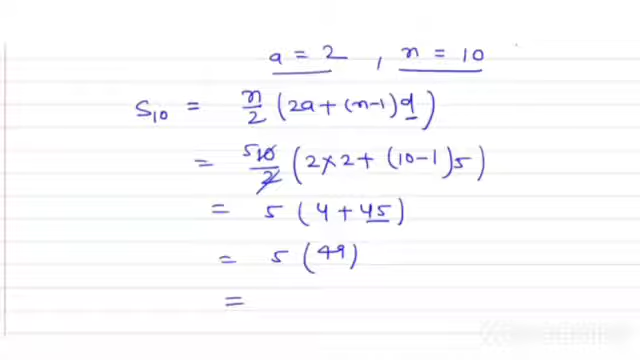 a = 2 , n = 10
S₁₀ = n/2 (2a + (n-1) d)
= 5 10/2 (2×2 + (10-1) 5)
= 5 (4 + 45)
= 5 (49)
=